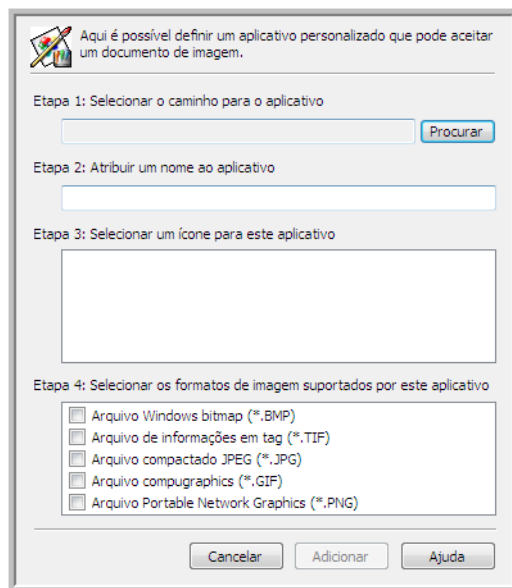 Aqui é possível definir um aplicativo personalizado que pode aceitar
um documento de imagem.
Etapa 1: Selecionar o caminho para o aplicativo
Procurar
Etapa 2: Atribuir um nome ao aplicativo
Etapa 3: Selecionar um ícone para este aplicativo
Etapa 4: Selecionar os formatos de imagem suportados por este aplicativo
Arquivo Windows bitmap (*.BMP)
Arquivo de informações em tag (*.TIF)
Arquivo compactado JPEG (*.JPG)
Arquivo compugraphics (*.GIF)
Arquivo Portable Network Graphics (*.PNG)
Cancelar Adicionar Ajuda